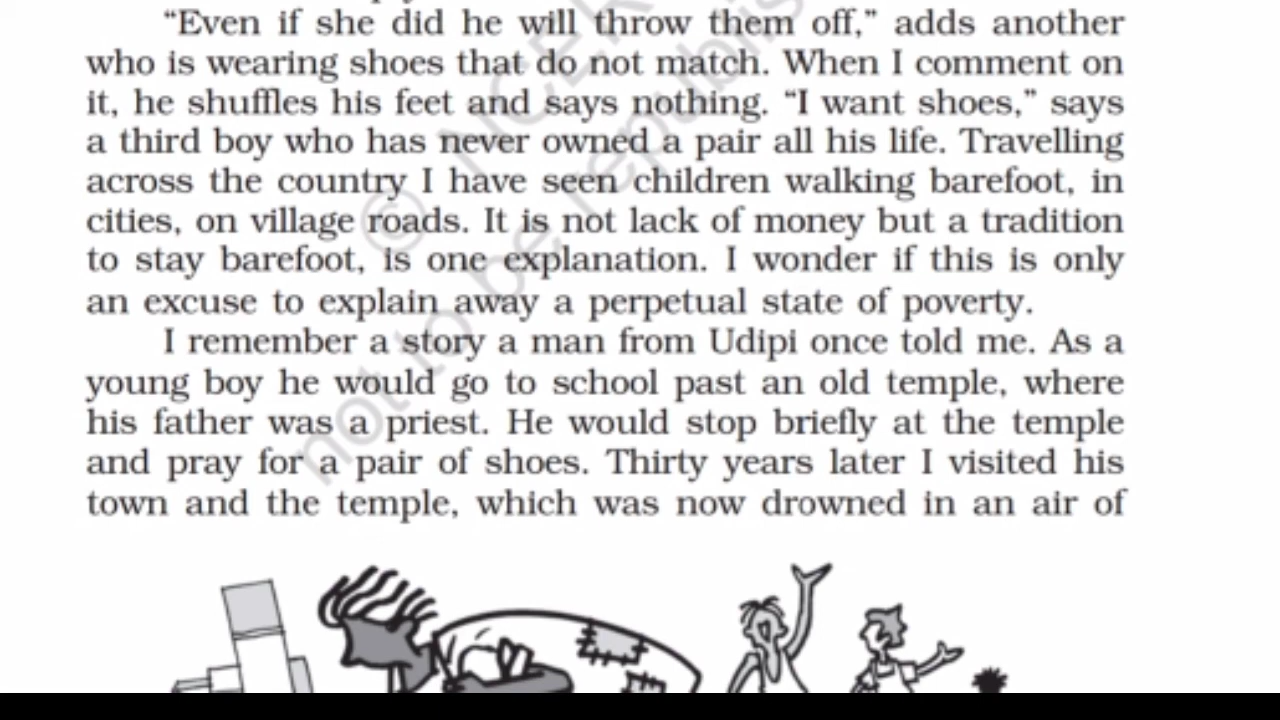 “Even if she did he will throw them off,” adds another
who is wearing shoes that do not match. When I comment on
it, he shuffles his feet and says nothing. “I want shoes,” says
a third boy who has never owned a pair all his life. Travelling
across the country I have seen children walking barefoot, in
cities, on village roads. It is not lack of money but a tradition
to stay barefoot, is one explanation. I wonder if this is only
an excuse to explain away a perpetual state of poverty.
I remember a story a man from Udipi once told me. As a
young boy he would go to school past an old temple, where
his father was a priest. He would stop briefly at the temple
and pray for a pair of shoes. Thirty years later I visited his
town and the temple, which was now drowned in an air of
© NCER
not to be republis